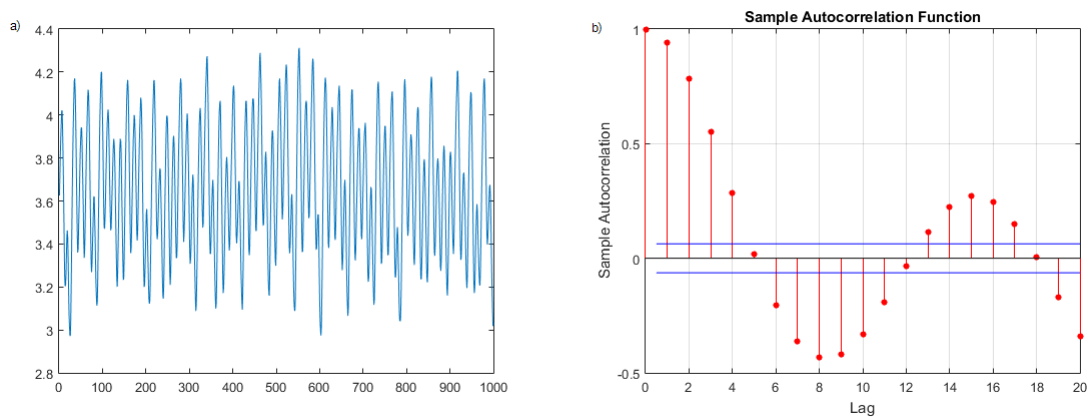 a)
4.4
4.2
4
3.8
3.6
3.4
3.2
3
2.8
0 100 200 300 400 500 600 700 800 900 1000
b)
Sample Autocorrelation Function
Sample Autocorrelation
1
0.5
0
-0.5
0 2 4 6 8 10 12 14 16 18 20
Lag